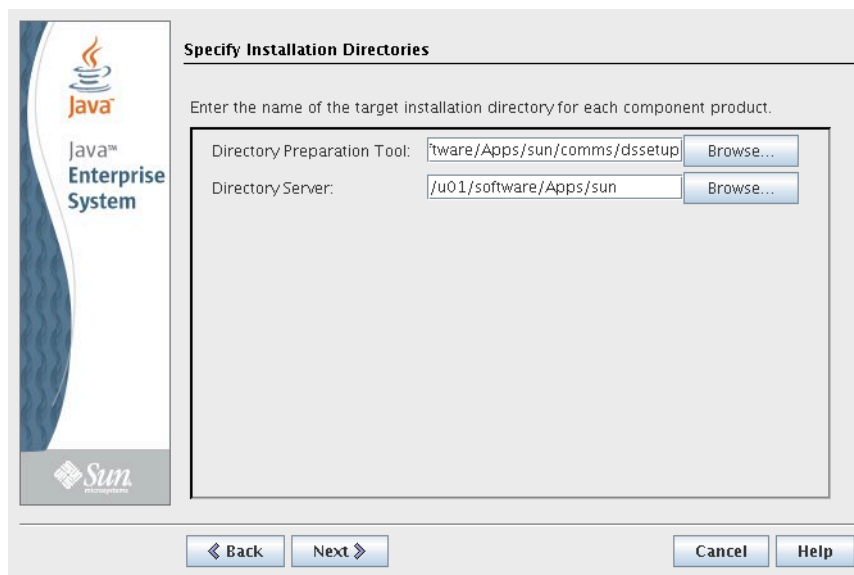 Java™
Java™
Enterprise
System
Sun
microsystems
Specify Installation Directories
Enter the name of the target installation directory for each component product.
Directory Preparation Tool: tware/Apps/sun/comms/dssetup Browse...
Directory Server: /u01/software/Apps/sun Browse...
Back Next Cancel Help